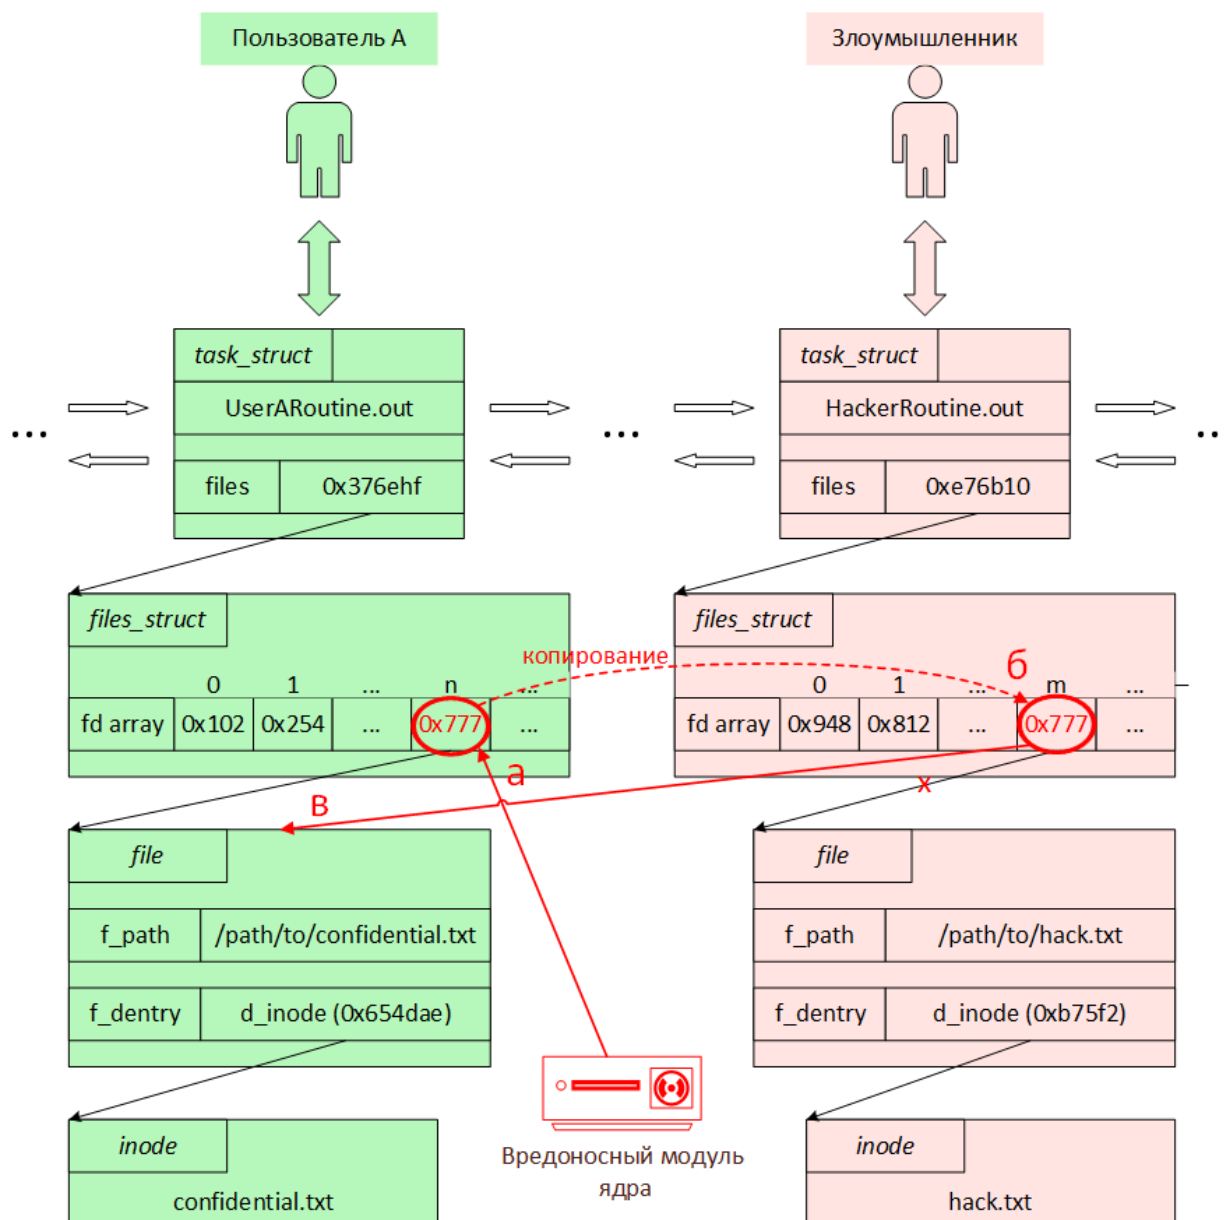 Пользователь А
Злоумышленник
task_struct
task_struct
UserARoutine.out
HackerRoutine.out
...
...
..
files 0x376ehf
files 0xe76b10
files_struct
files_struct
копирование
б
0 1 ... n ...
0 1 ... m ...
fd array 0x102 0x254 ... 0x777 ...
fd array 0x948 0x812 ... 0x777 ...
а
в
х
file
file
f_path /path/to/confidential.txt
f_path /path/to/hack.txt
f_dentry d_inode (0x654dae)
f_dentry d_inode (0xb75f2)
Вредоносный модуль
ядра
inode
inode
confidential.txt
hack.txt